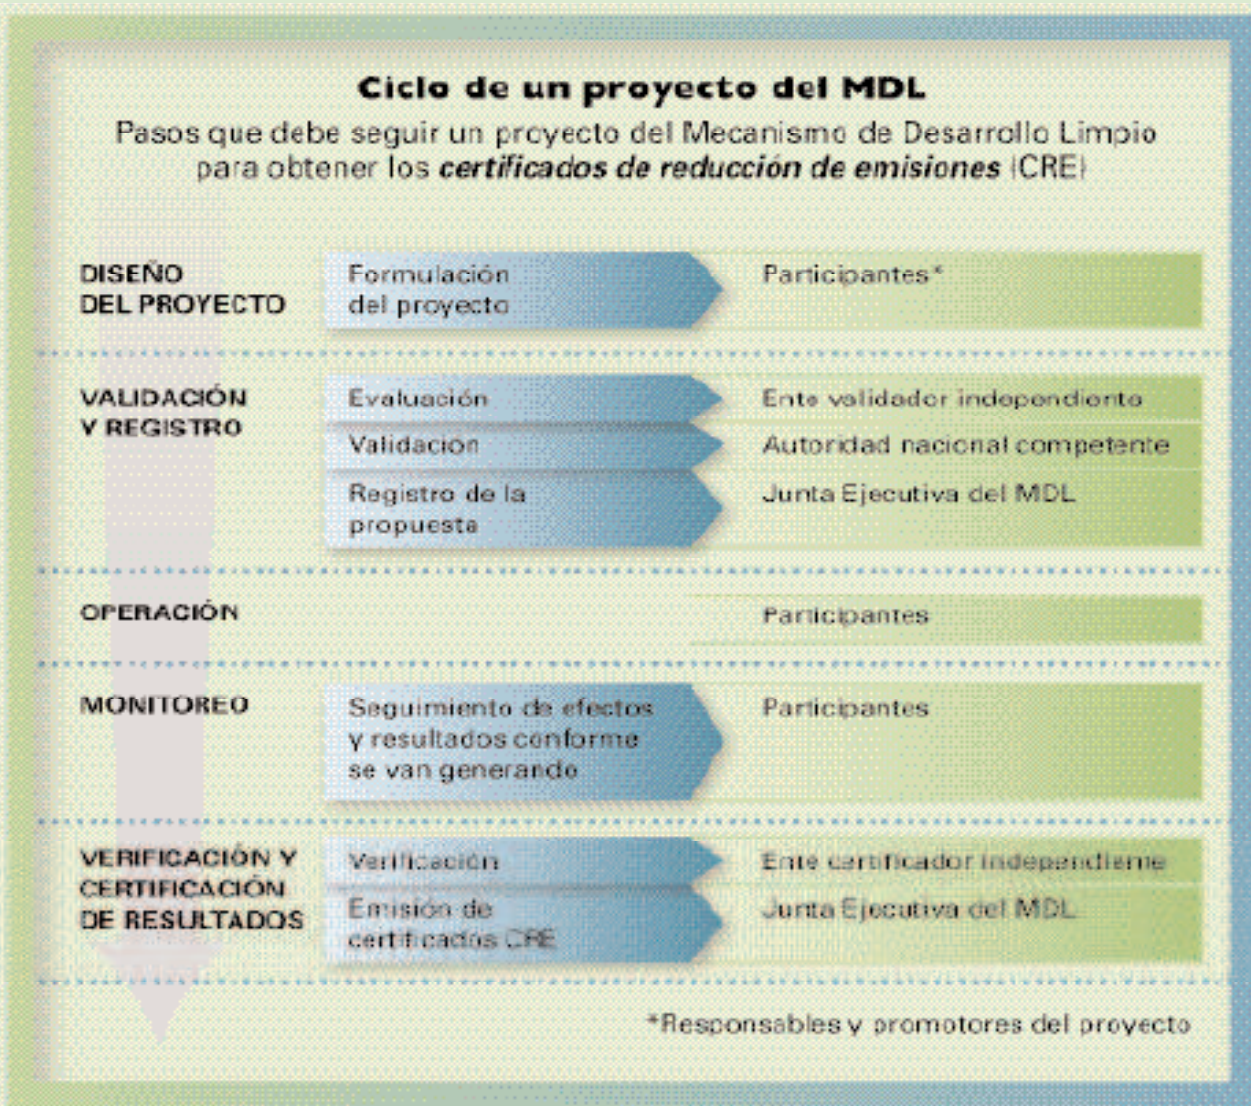 Ciclo de un proyecto del MDL
Pasos que debe seguir un proyecto del Mecanismo de Desarrollo Limpio
para obtener los certificados de reducción de emisiones (CRE)
DISEÑO
DEL PROYECTO
Formulación
del proyecto
Participantes*
VALIDACIÓN
Y REGISTRO
Evaluación
Ente validador independiente
Validación
Autoridad nacional competente
Registro de la
propuesta
Junta Ejecutiva del MDL
OPERACIÓN
Participantes
MONITOREO
Seguimiento de efectos
y resultados conforme
se van generando
Participantes
VERIFICACIÓN Y
CERTIFICACIÓN
DE RESULTADOS
Verificación
Ente certificador independiente
Emisión de
certificados CRE
Junta Ejecutiva del MDL
*Responsables y promotores del proyecto